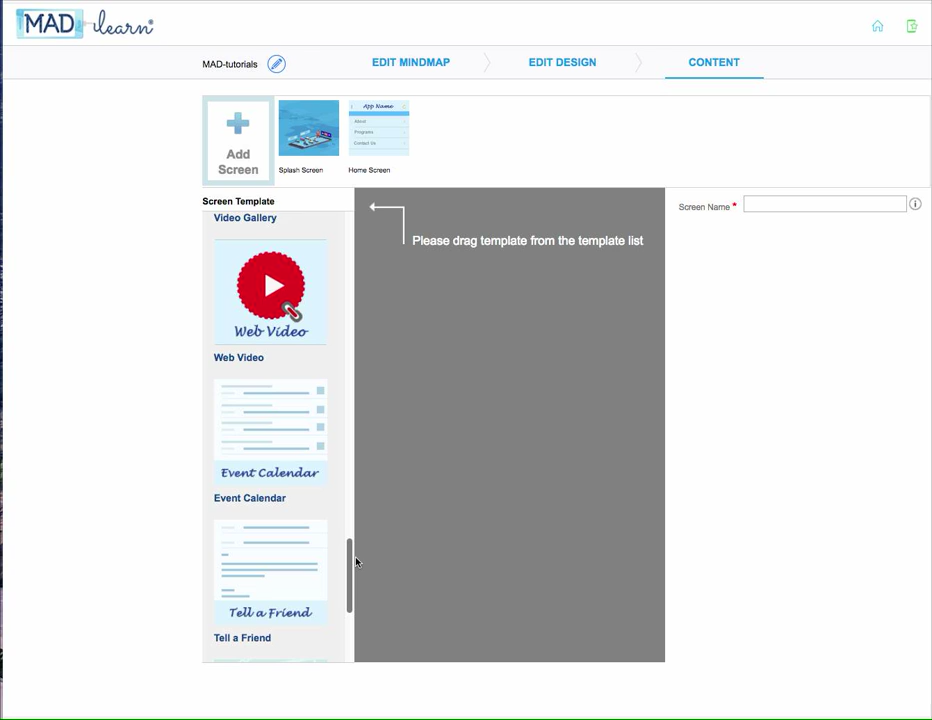 MAD-learn®
MAD-tutorials
EDIT MINDMAP
EDIT DESIGN
CONTENT
Add
Screen
Splash Screen
App Name
About
Programs
Contact Us
Home Screen
Screen Template
Video Gallery
Web Video
Web Video
Event Calendar
Event Calendar
Tell a Friend
Tell a Friend
Please drag template from the template list
Screen Name *